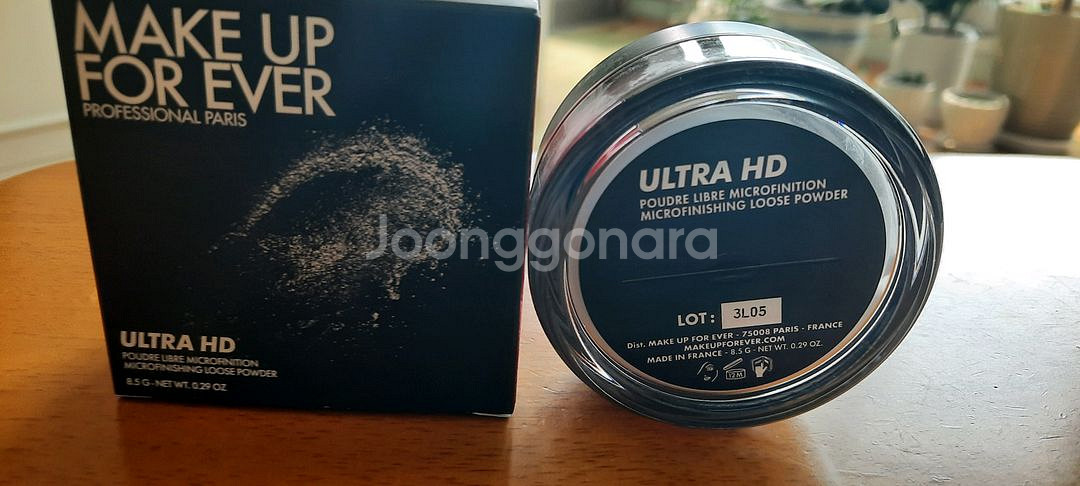 MAKE UP
FOR EVER
PROFESSIONAL PARIS
ULTRA HD
POUDRE LIBRE MICROFINITION
MICROFINISHING LOOSE POWDER
8.5 G - NET WT. 0.29 OZ
Joonggonara
ULTRA HD
POUDRE LIBRE MICROFINITION
MICROFINISHING LOOSE POWDER
LOT : 3L05
Dist. MAKE UP FOR EVER - 75008 PARIS - FRANCE
MAKEUPFOREVER.COM
MADE IN FRANCE - 8.5 G - NET WT. 0.29 OZ.
12M